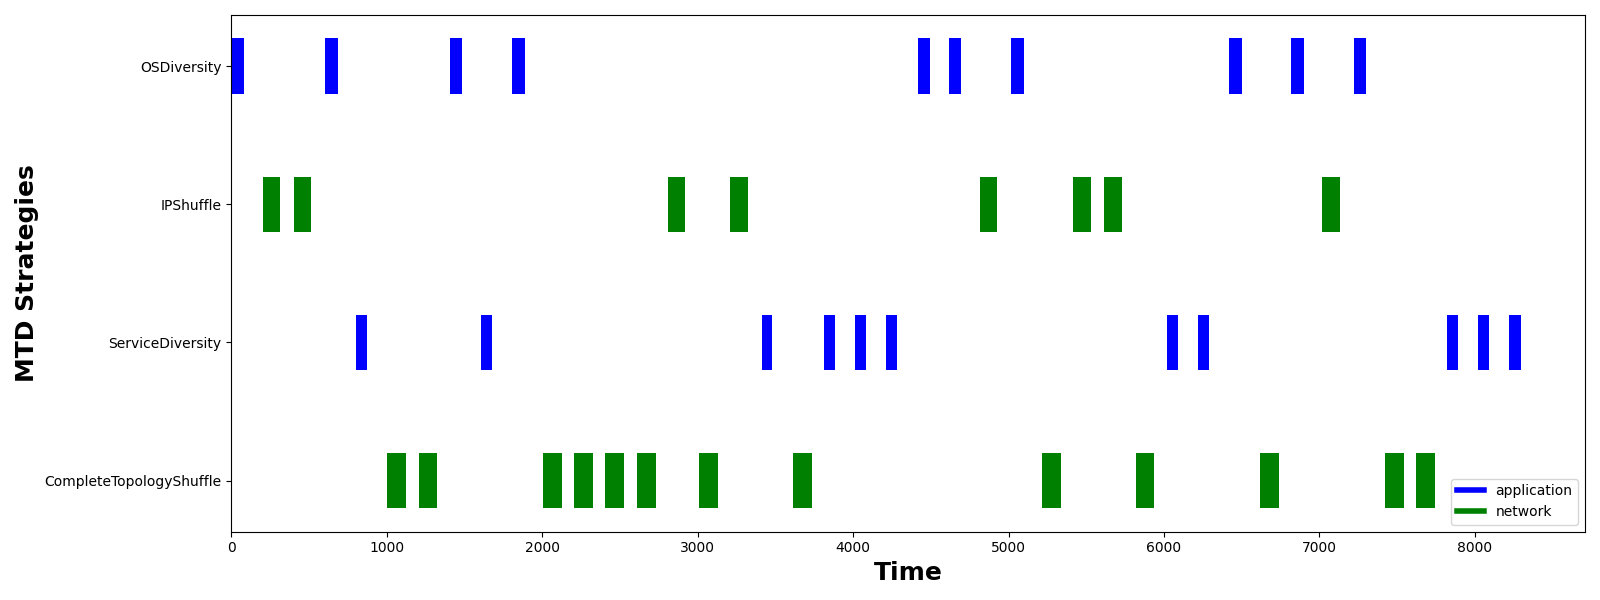 MTD Strategies
OSDiversity
IPShuffle
ServiceDiversity
CompleteTopologyShuffle
application
network
0 1000 2000 3000 4000 5000 6000 7000 8000
Time